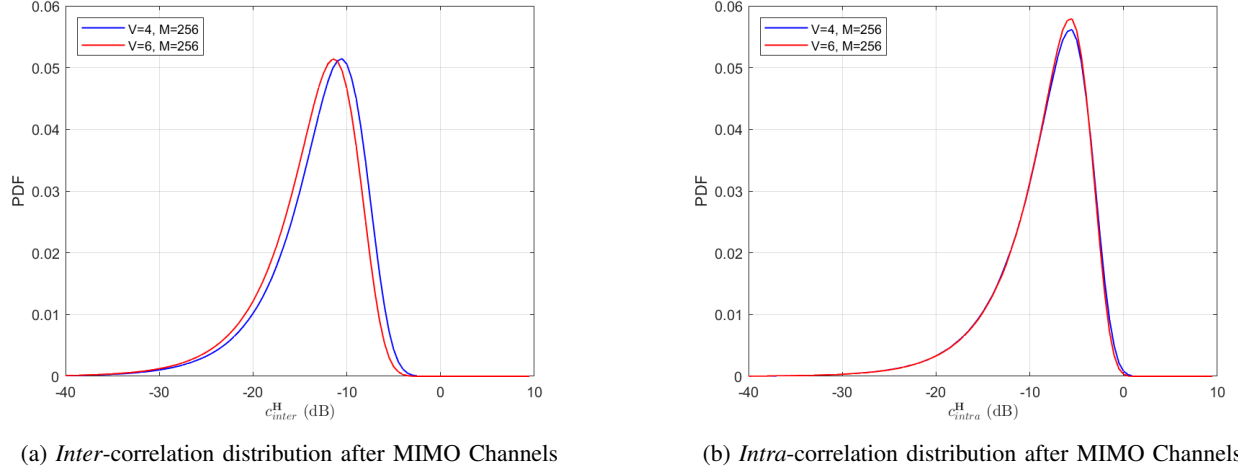 V=4, M=256
V=6, M=256
0.06
0.05
0.04
0.03
0.02
0.01
0
PDF
-40 -30 -20 -10 0 10
c^H_inter (dB)
(a) Inter-correlation distribution after MIMO Channels
V=4, M=256
V=6, M=256
0.06
0.05
0.04
0.03
0.02
0.01
0
PDF
-40 -30 -20 -10 0 10
c^H_intra (dB)
(b) Intra-correlation distribution after MIMO Channels